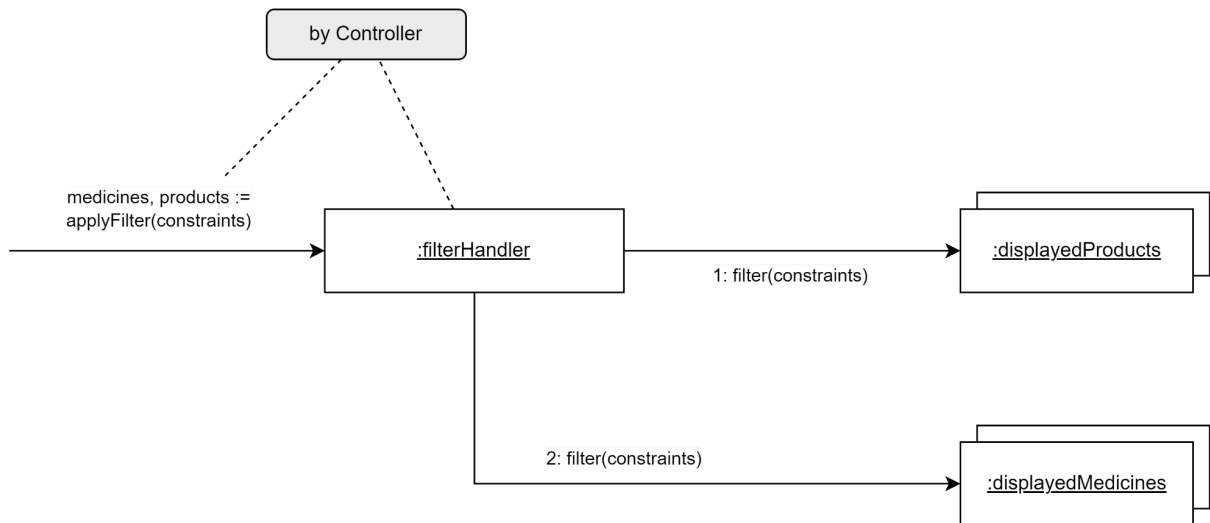 by Controller
medicines, products :=
applyFilter(constraints)
:filterHandler
1: filter(constraints)
:displayedProducts
2: filter(constraints)
:displayedMedicines